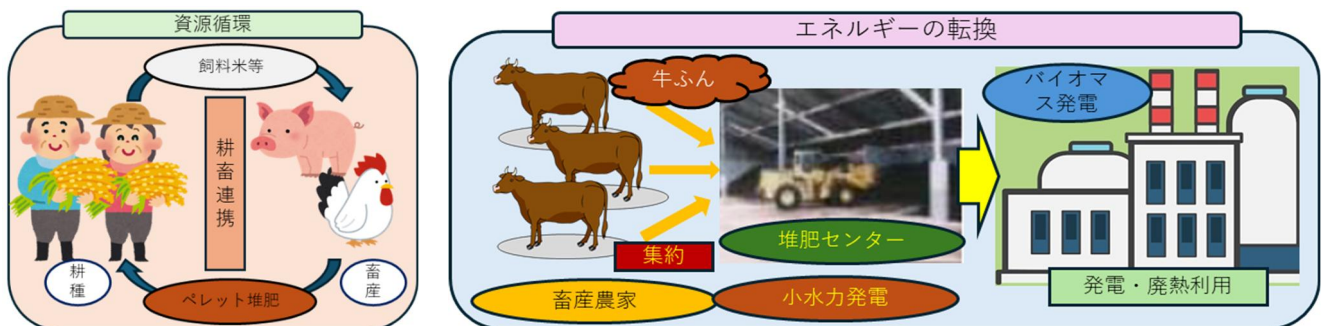 資源循環
飼料米等
耕畜連携
耕種
畜産
ペレット堆肥
エネルギーの転換
牛ふん
集約
堆肥センター
畜産農家
小水力発電
バイオマ
ス発電
発電・廃熱利用